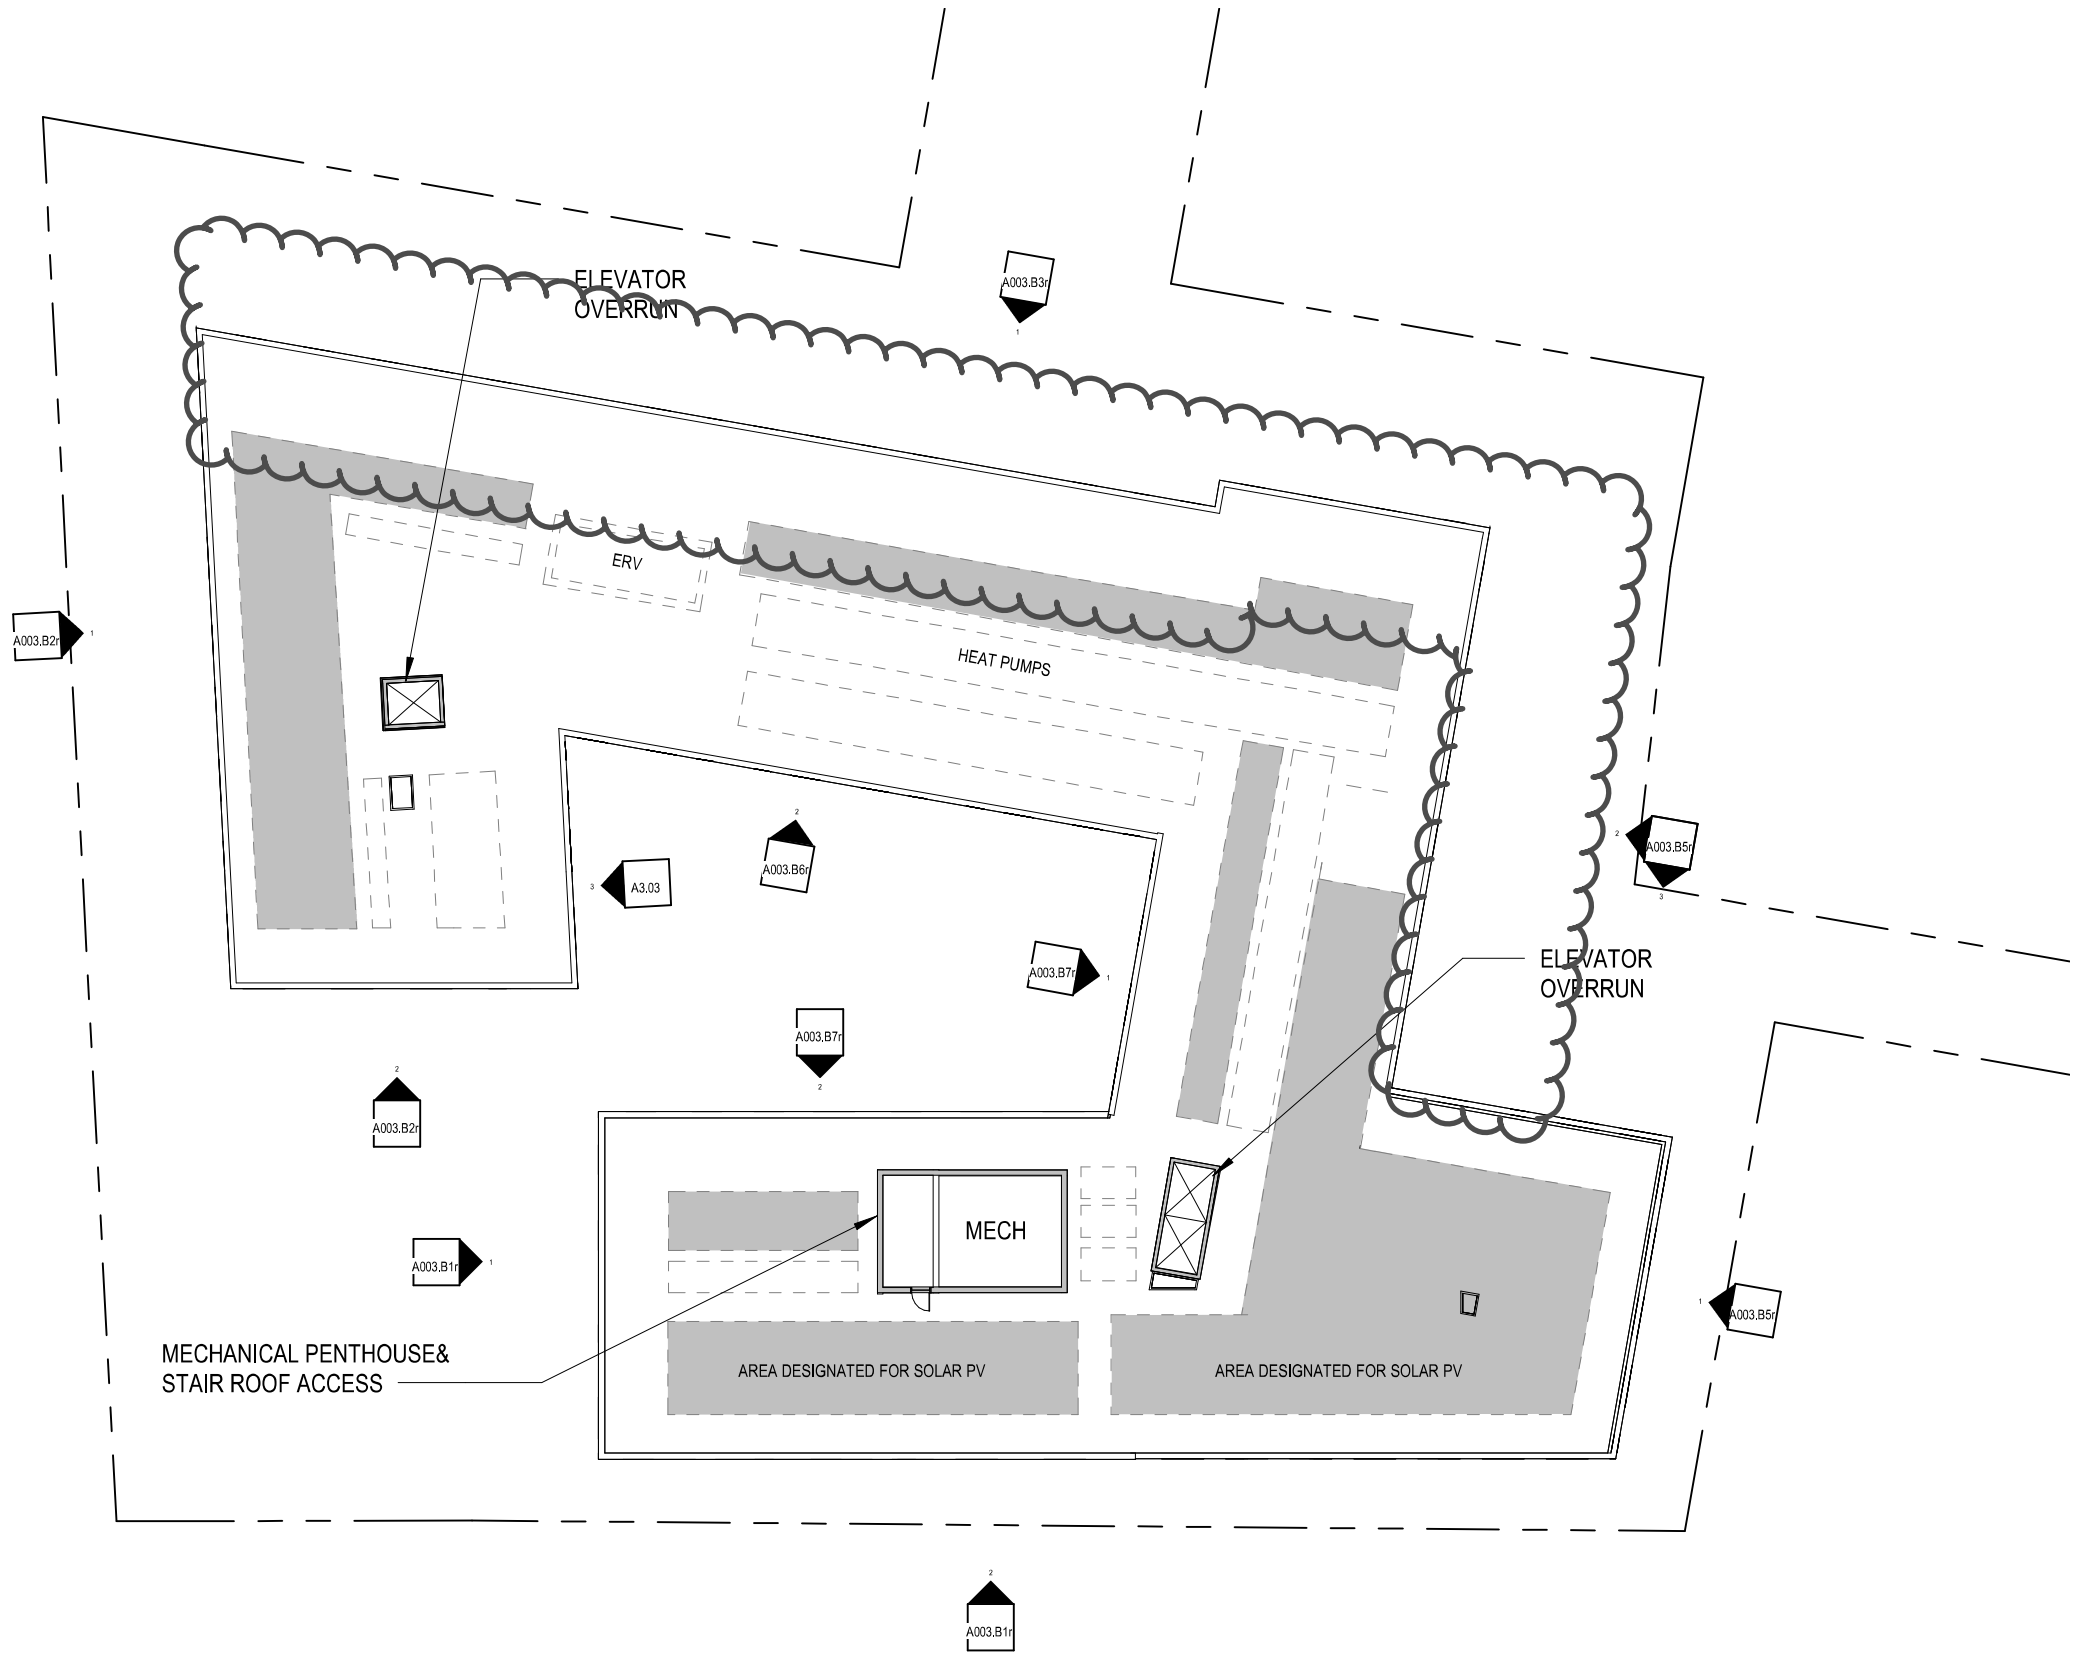 ELEVATOR
OVERRUN
A003.B3r
1
ERV
HEAT PUMPS
A003.B2r
1
2
A003.B6r
3
A3.03
2
A003.B5r
3
A003.B7r
1
ELEVATOR
OVERRUN
A003.B7r
2
2
A003.B2r
MECH
A003.B1r
1
1
A003.B5r
MECHANICAL PENTHOUSE&
STAIR ROOF ACCESS
AREA DESIGNATED FOR SOLAR PV
AREA DESIGNATED FOR SOLAR PV
2
A003.B1r